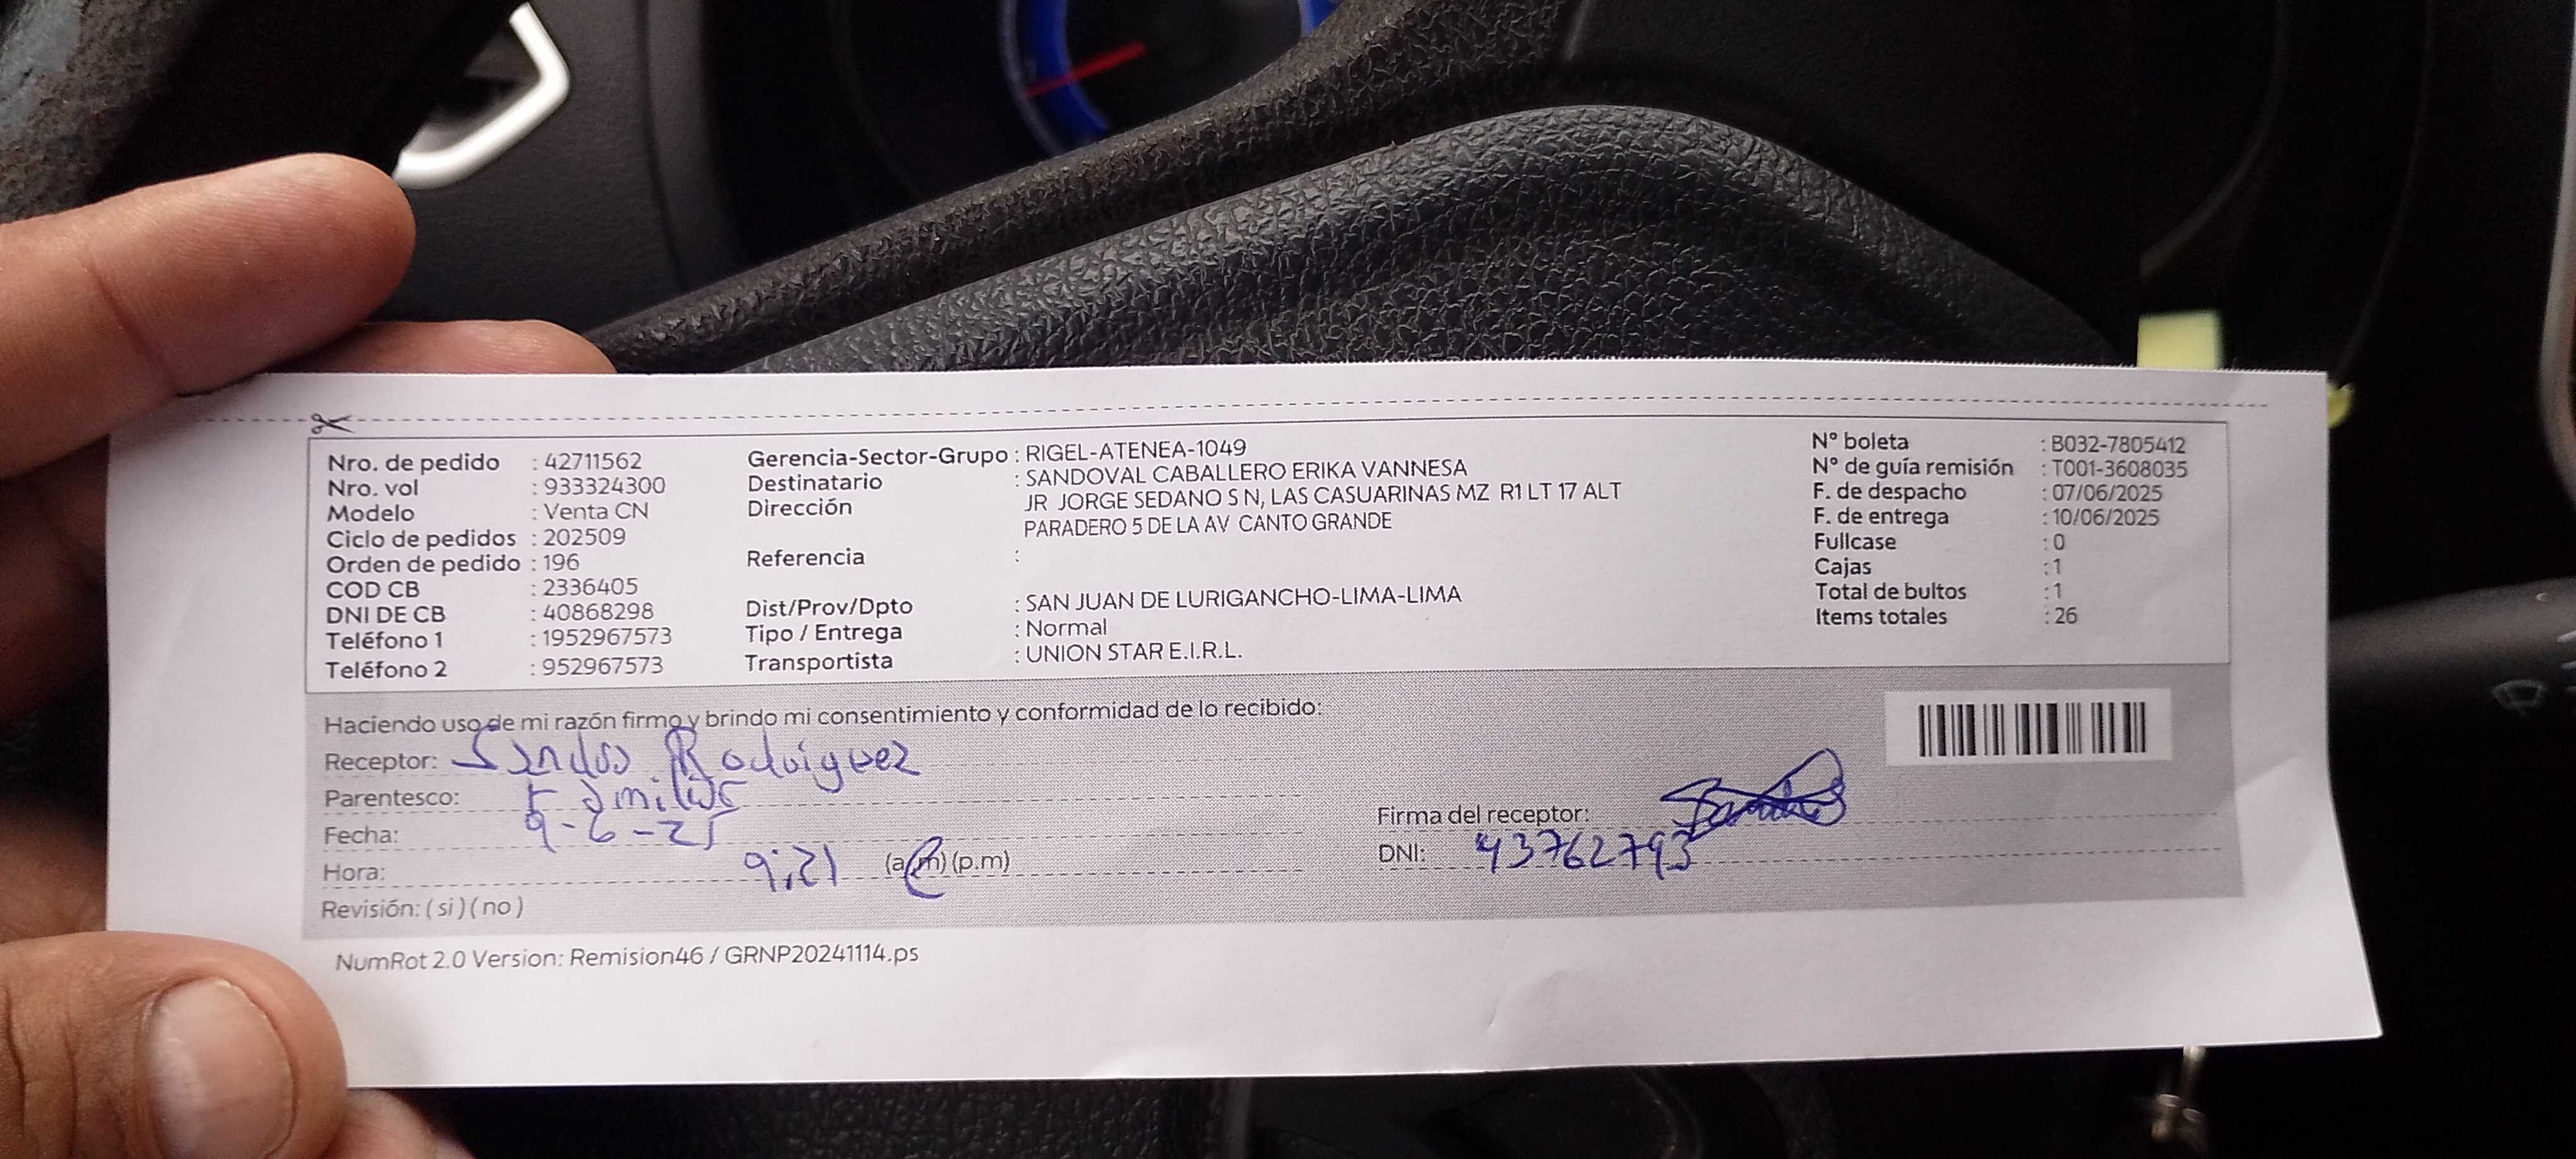 Nro. de pedido : 42711562
Nro. vol : 933324300
Modelo : Venta CN
Ciclo de pedidos : 202509
Orden de pedido : 196
COD CB : 2336405
DNI DE CB : 40868298
Teléfono 1 : 1952967573
Teléfono 2 : 952967573
Gerencia-Sector-Grupo : RIGEL-ATENEA-1049
Destinatario : SANDOVAL CABALLERO ERIKA VANNESA
Dirección JR JORGE SEDANO S N, LAS CASUARINAS MZ R1 LT 17 ALT
PARADERO 5 DE LA AV CANTO GRANDE
Referencia :
Dist/Prov/Dpto : SAN JUAN DE LURIGANCHO-LIMA-LIMA
Tipo / Entrega : Normal
Transportista : UNION STAR E.I.R.L.
N° boleta : B032-7805412
N° de guía remisión : T001-3608035
F. de despacho : 07/06/2025
F. de entrega : 10/06/2025
Fullcase : 0
Cajas : 1
Total de bultos : 1
Items totales : 26
Haciendo uso de mi razón firmo y brindo mi consentimiento y conformidad de lo recibido:
Receptor: Rodriguez
Parentesco: Familiar
Fecha: 9-6-25
Hora: 9:21 (a.m) (p.m)
Revisión: ( si ) ( no )
Firma del receptor:
DNI: 43762793
NumRot 2.0 Version: Remision46 / GRNP20241114.ps